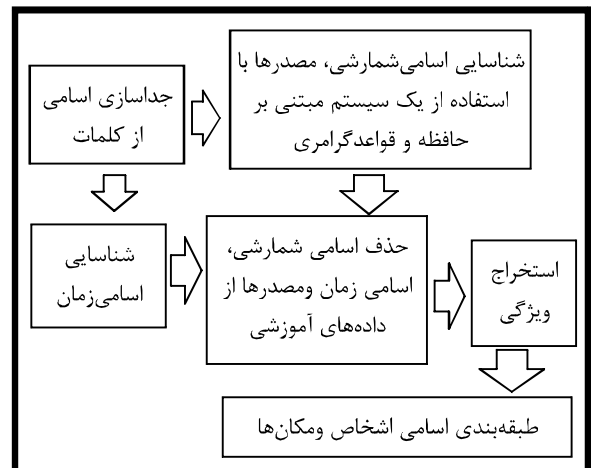 جداسازی اسامی
از کلمات
شناسایی اسامی‌شمارشی، مصدرها با
استفاده از یک سیستم مبتنی بر
حافظه و قواعدگرامری
شناسایی
اسامی‌زمان
حذف اسامی شمارشی،
اسامی زمان ومصدرها از
داده‌های آموزشی
استخراج
ویژگی
طبقه‌بندی اسامی اشخاص ومکان‌ها